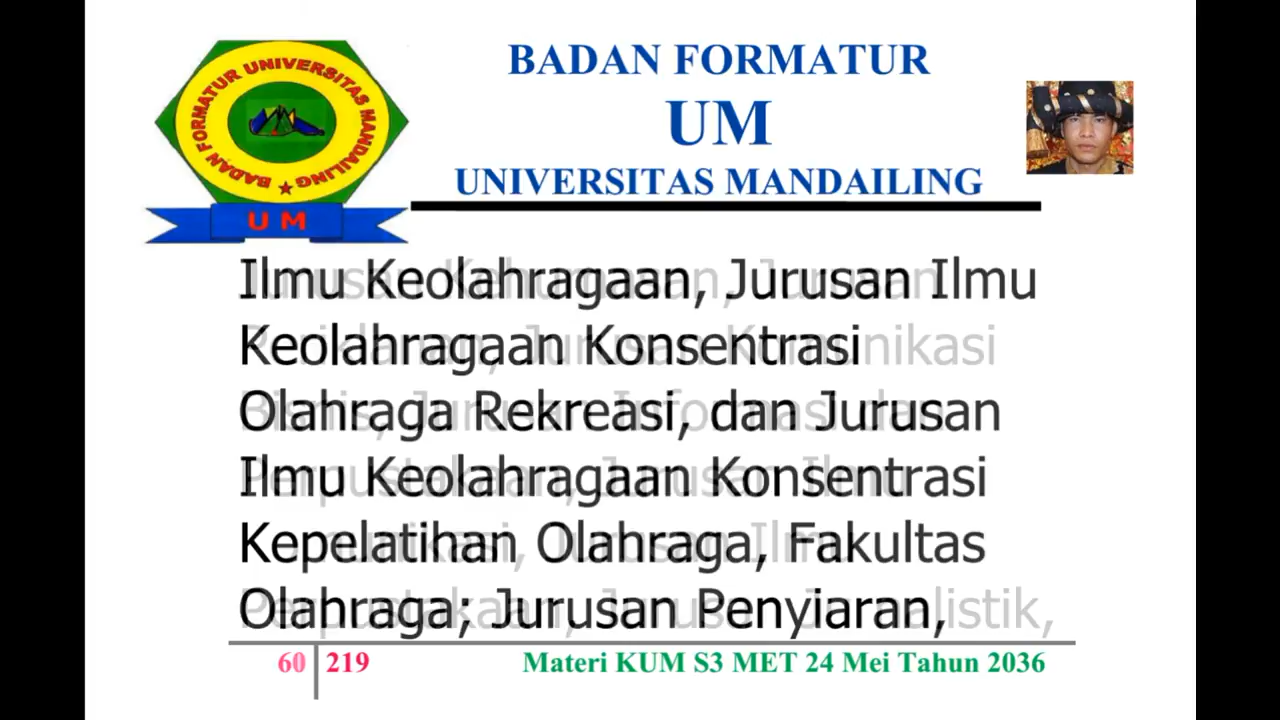 BADAN FORMATUR UNIVERSITAS MANDAILING
UM
BADAN FORMATUR
UM
UNIVERSITAS MANDAILING
Ilmu Keolahragaan, Jurusan Ilmu
Keolahragaan Konsentrasi
Olahraga Rekreasi, dan Jurusan
Ilmu Keolahragaan Konsentrasi
Kepelatihan Olahraga, Fakultas
Olahraga; Jurusan Penyiaran,
60 219 Materi KUM S3 MET 24 Mei Tahun 2036